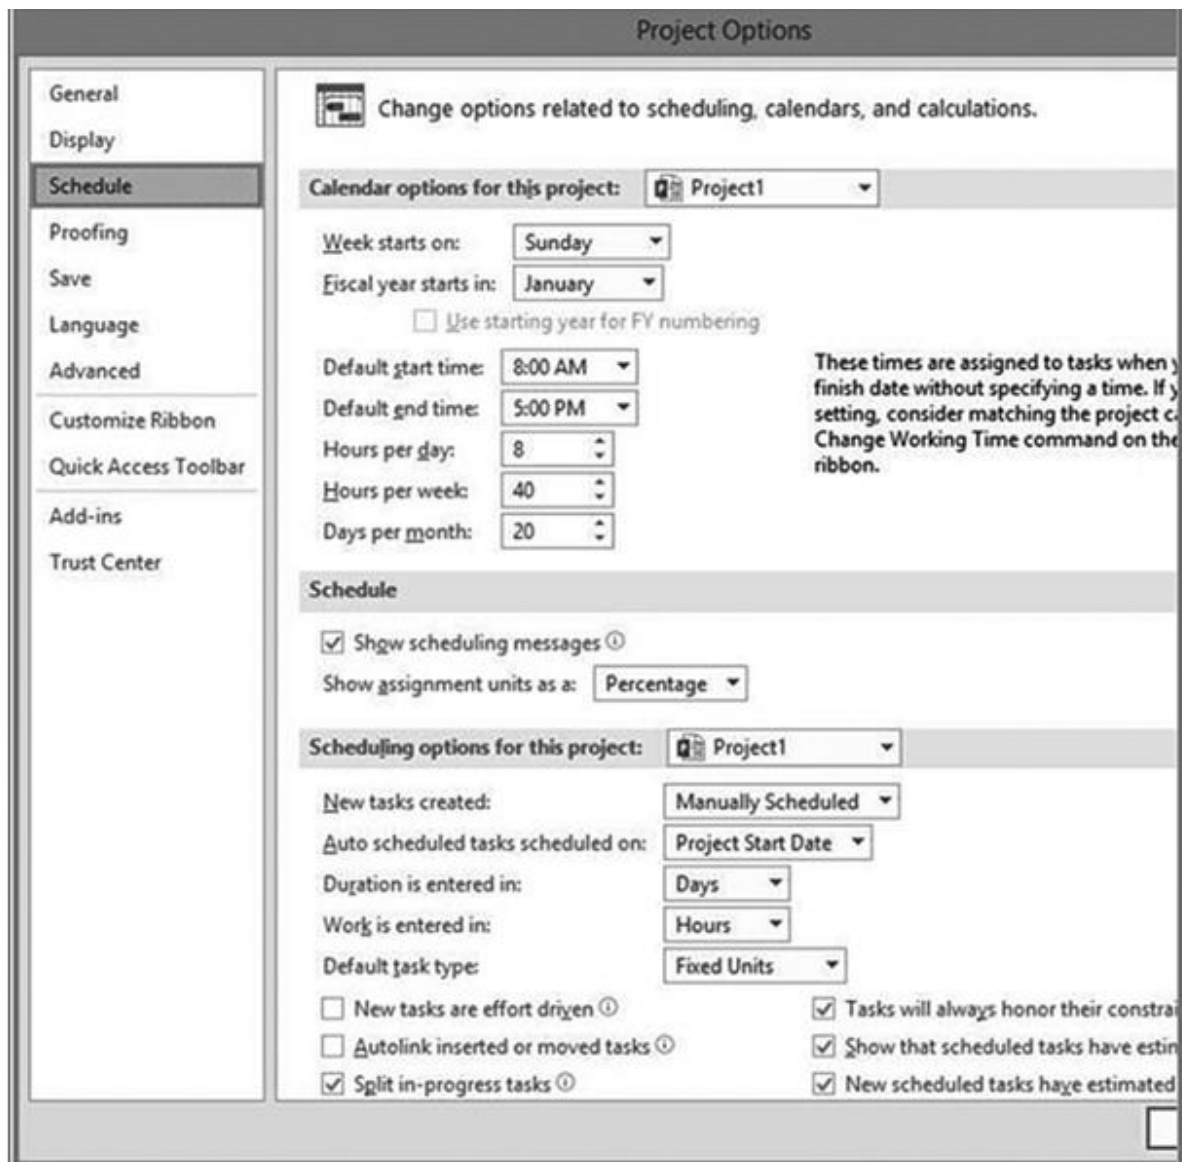 Project Options
General
Display
Schedule
Proofing
Save
Language
Advanced
Customize Ribbon
Quick Access Toolbar
Add-ins
Trust Center
Change options related to scheduling, calendars, and calculations.
Calendar options for this project: Project1
Week starts on: Sunday
Fiscal year starts in: January
Use starting year for FY numbering
Default start time: 8:00 AM
Default end time: 5:00 PM
Hours per day: 8
Hours per week: 40
Days per month: 20
These times are assigned to tasks when
finish date without specifying a time. If
setting, consider matching the project
Change Working Time command on the
ribbon.
Schedule
Show scheduling messages
Show assignment units as a: Percentage
Scheduling options for this project: Project1
New tasks created: Manually Scheduled
Auto scheduled tasks scheduled on: Project Start Date
Duration is entered in: Days
Work is entered in: Hours
Default task type: Fixed Units
New tasks are effort driven
Autolink inserted or moved tasks
Split in-progress tasks
Tasks will always honor their constrai
Show that scheduled tasks have estin
New scheduled tasks have estimated